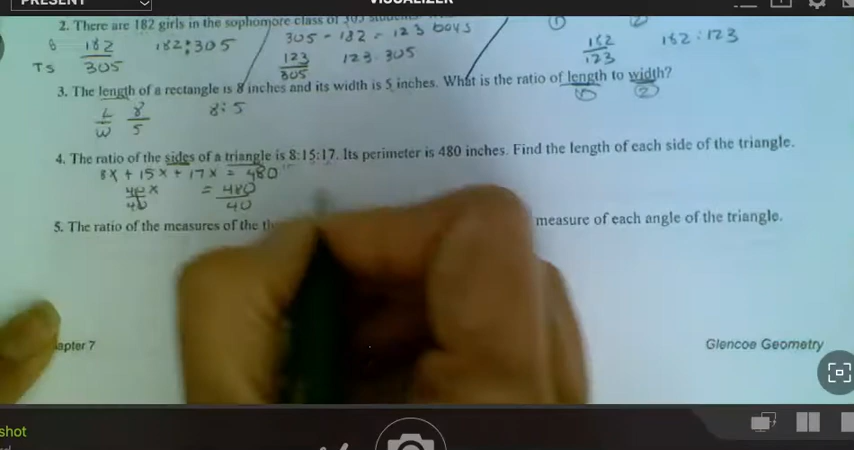 PRESENT
VISUALIZER
2. There are 182 girls in the sophomore class of 305
G 182 182:305 305 - 182 = 123 boys ① ②
TS 305 123 123.305 182 182:123
305 123
3. The length of a rectangle is 8 inches and its width is 5 inches. What is the ratio of length to width?
L 8 8:5 ① ②
W 5
4. The ratio of the sides of a triangle is 8:15:17. Its perimeter is 480 inches. Find the length of each side of the triangle.
8X + 15X + 17X = 480
40 X = 480
40 40
5. The ratio of the measures of the measure of each angle of the triangle.
apter 7
Glencoe Geometry
shot